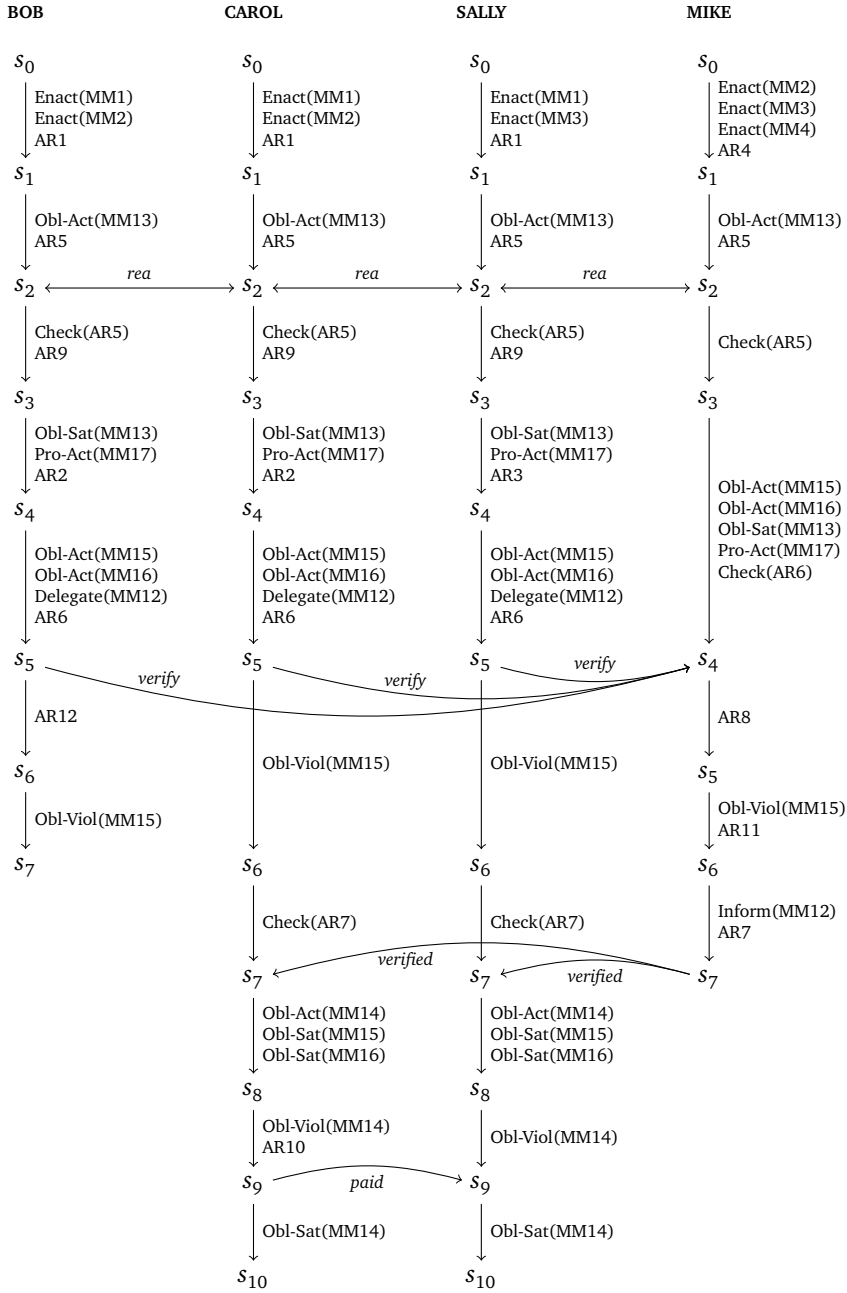 BOB CAROL SALLY MIKE
s0 s0 s0 s0
Enact(MM1) Enact(MM1) Enact(MM1) Enact(MM2)
Enact(MM2) Enact(MM2) Enact(MM3) Enact(MM3)
AR1 AR1 AR1 Enact(MM4)
AR4
s1 s1 s1 s1
Obl-Act(MM13) Obl-Act(MM13) Obl-Act(MM13) Obl-Act(MM13)
AR5 AR5 AR5 AR5
rea rea rea
s2 s2 s2 s2
Check(AR5) Check(AR5) Check(AR5) Check(AR5)
AR9 AR9 AR9
s3 s3 s3 s3
Obl-Sat(MM13) Obl-Sat(MM13) Obl-Sat(MM13)
Pro-Act(MM17) Pro-Act(MM17) Pro-Act(MM17)
AR2 AR2 AR3
Obl-Act(MM15)
Obl-Act(MM16)
Obl-Sat(MM13)
Pro-Act(MM17)
Check(AR6)
s4 s4 s4
Obl-Act(MM15) Obl-Act(MM15) Obl-Act(MM15)
Obl-Act(MM16) Obl-Act(MM16) Obl-Act(MM16)
Delegate(MM12) Delegate(MM12) Delegate(MM12)
AR6 AR6 AR6
s5 s5 s5 s4
verify verify verify
AR12 AR8
Obl-Viol(MM15) Obl-Viol(MM15)
s6 s5
Obl-Viol(MM15) Obl-Viol(MM15)
AR11
s7 s6 s6 s6
Check(AR7) Check(AR7) Inform(MM12)
AR7
verified verified
s7 s7 s7
Obl-Act(MM14) Obl-Act(MM14)
Obl-Sat(MM15) Obl-Sat(MM15)
Obl-Sat(MM16) Obl-Sat(MM16)
s8 s8
Obl-Viol(MM14) Obl-Viol(MM14)
AR10
s9 paid s9
Obl-Sat(MM14) Obl-Sat(MM14)
s10 s10